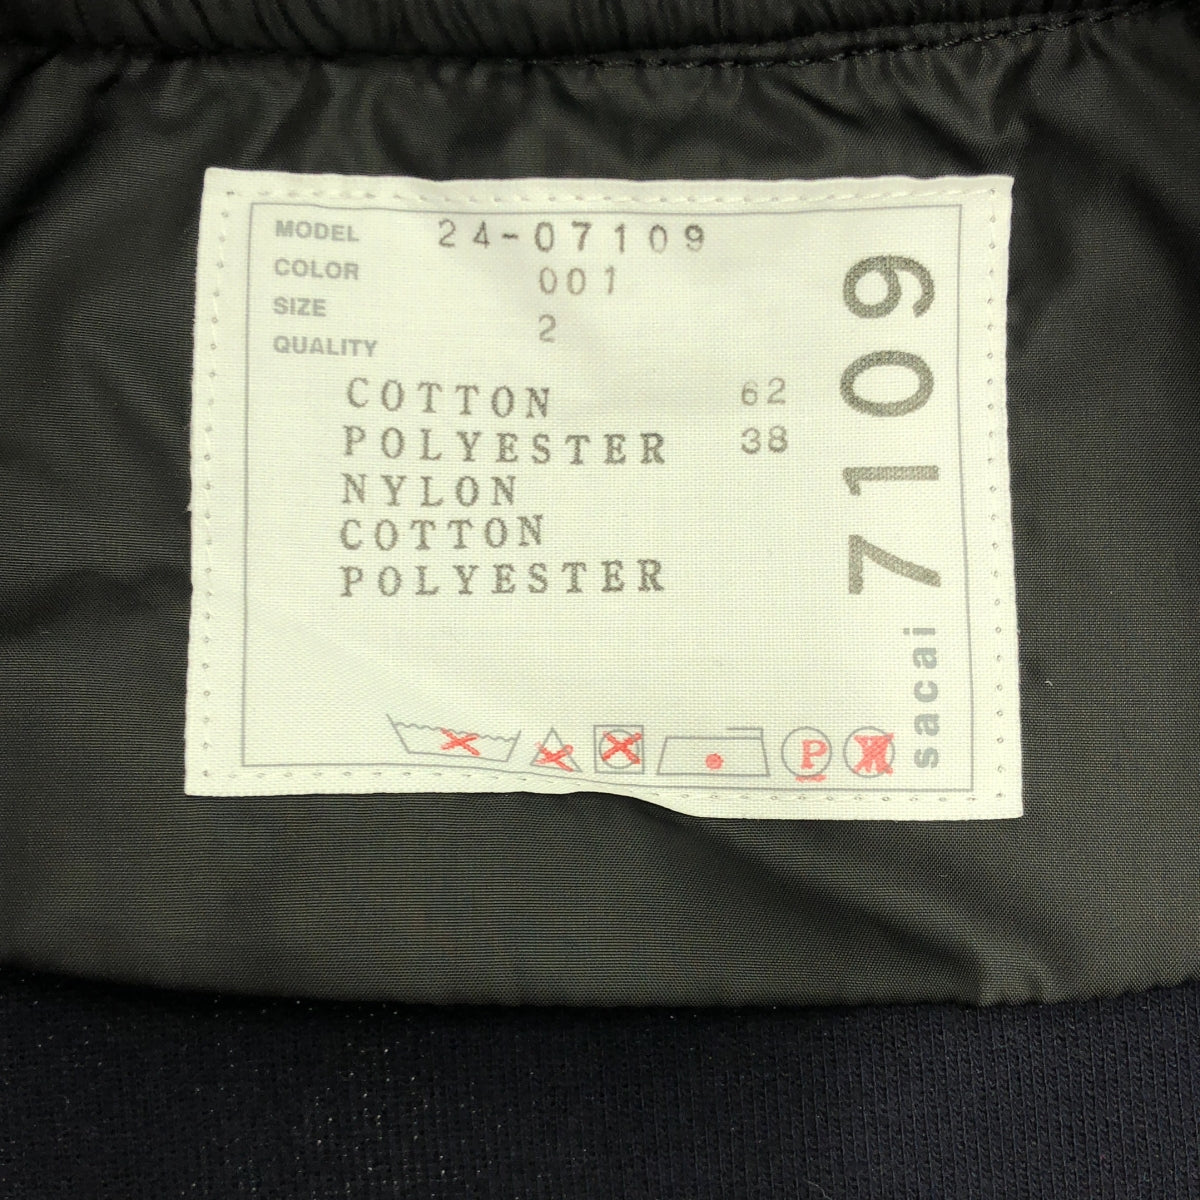 MODEL 24-07109
COLOR 001
SIZE 2
QUALITY
COTTON 62
POLYESTER 38
NYLON
COTTON
POLYESTER
P
sacai 7109